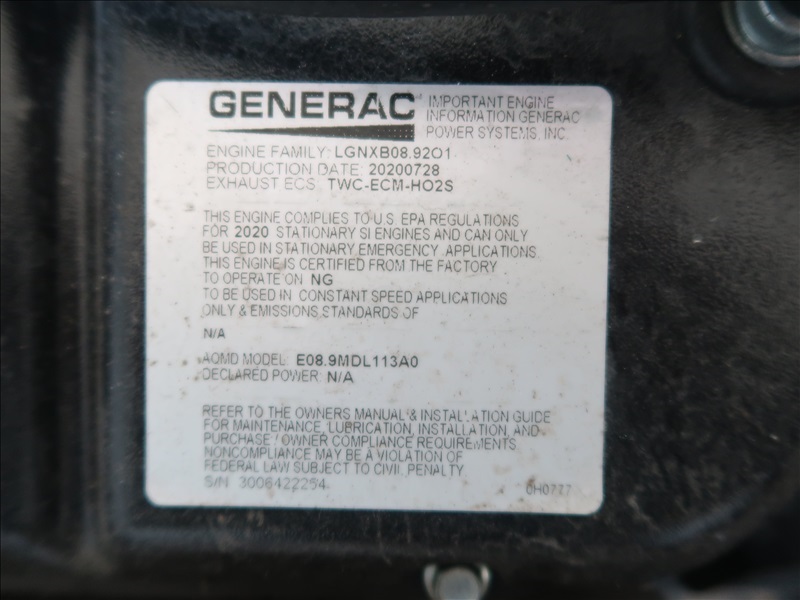 GENERAC
IMPORTANT ENGINE
INFORMATION GENERAC
POWER SYSTEMS, INC.
ENGINE FAMILY: LGNXB08.92O1
PRODUCTION DATE: 20200728
EXHAUST ECS: TWC-ECM-HO2S
THIS ENGINE COMPLIES TO U.S. EPA REGULATIONS
FOR 2020 STATIONARY SI ENGINES AND CAN ONLY
BE USED IN STATIONARY EMERGENCY APPLICATIONS.
THIS ENGINE IS CERTIFIED FROM THE FACTORY
TO OPERATE ON NG
TO BE USED IN CONSTANT SPEED APPLICATIONS
ONLY & EMISSIONS STANDARDS OF
N/A
AQMD MODEL: E08.9MDL113A0
DECLARED POWER: N/A
REFER TO THE OWNERS MANUAL & INSTALLATION GUIDE
FOR MAINTENANCE, LUBRICATION, INSTALLATION, AND
PURCHASE / OWNER COMPLIANCE REQUIREMENTS.
NONCOMPLIANCE MAY BE A VIOLATION OF
FEDERAL LAW SUBJECT TO CIVIL PENALTY.
S/N 3006422254
0H0777